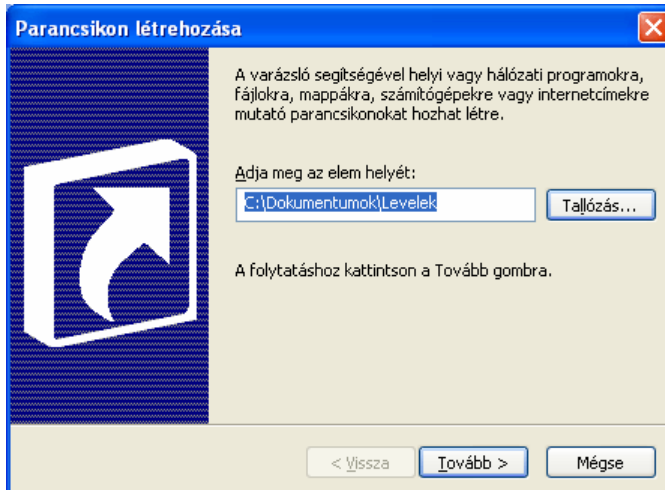 Parancsikon létrehozása
A varázsló segítségével helyi vagy hálózati programokra,
fájlokra, mappákra, számítógépekre vagy internetcímekre
mutató parancsikonokat hozhat létre.
Adja meg az elem helyét:
C:\Dokumentumok\Levelek
Tallózás...
A folytatáshoz kattintson a Tovább gombra.
< Vissza
Tovább >
Mégse